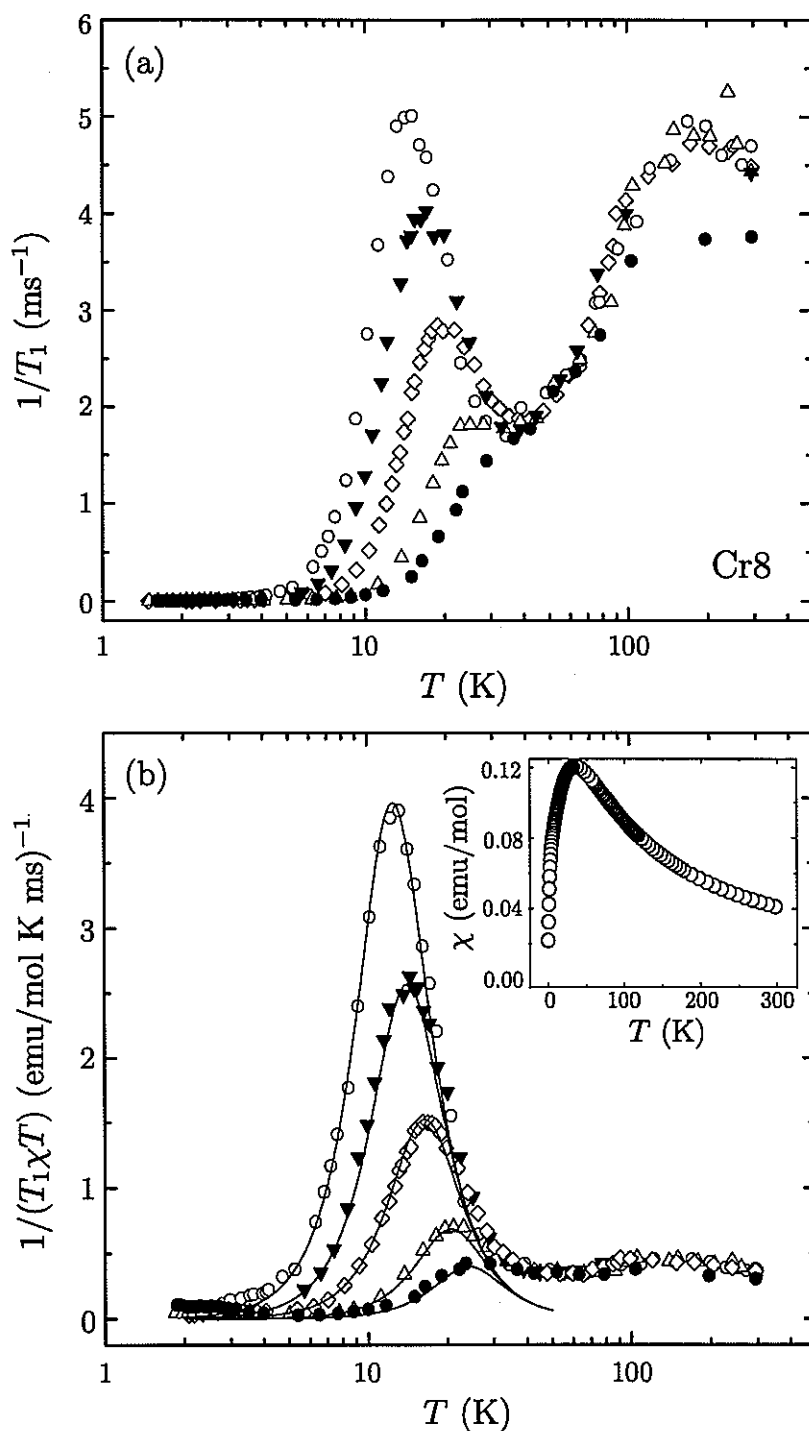 (a)
6
5
4
3
2
1
0
1/T₁ (ms⁻¹)
Cr8
1 10 100
T (K)
(b)
4
3
2
1
0
1/(T₁χT) (emu/mol K ms)⁻¹
1 10 100
T (K)
0.12
0.08
0.04
0.00
χ (emu/mol)
0 100 200 300
T (K)